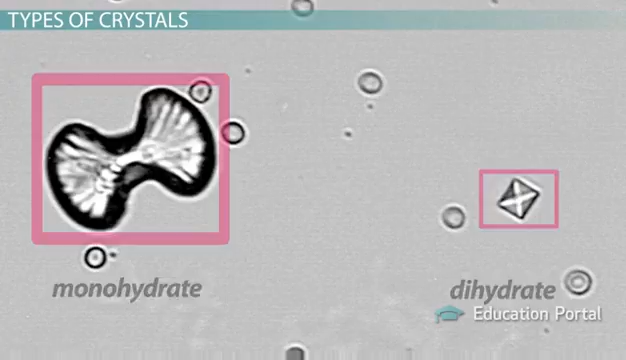 TYPES OF CRYSTALS
monohydrate
dihydrate
Education Portal